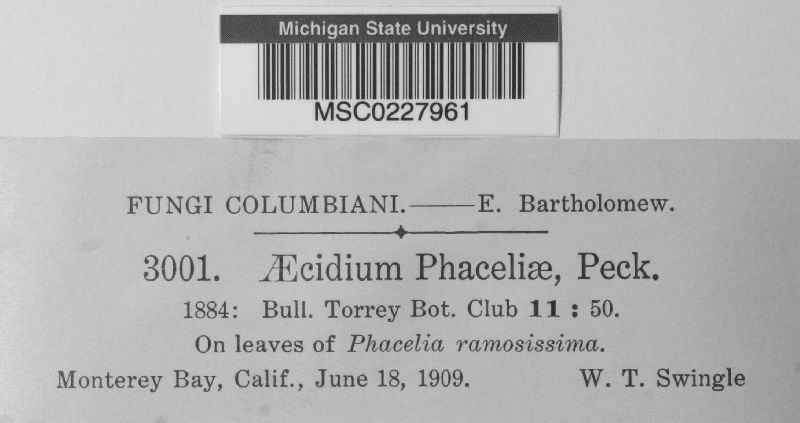 Michigan State University
MSC0227961
FUNGI COLUMBIANI.——E. Bartholomew.
3001. Æcidium Phaceliæ, Peck.
1884: Bull. Torrey Bot. Club 11 : 50.
On leaves of Phacelia ramosissima.
Monterey Bay, Calif., June 18, 1909. W. T. Swingle